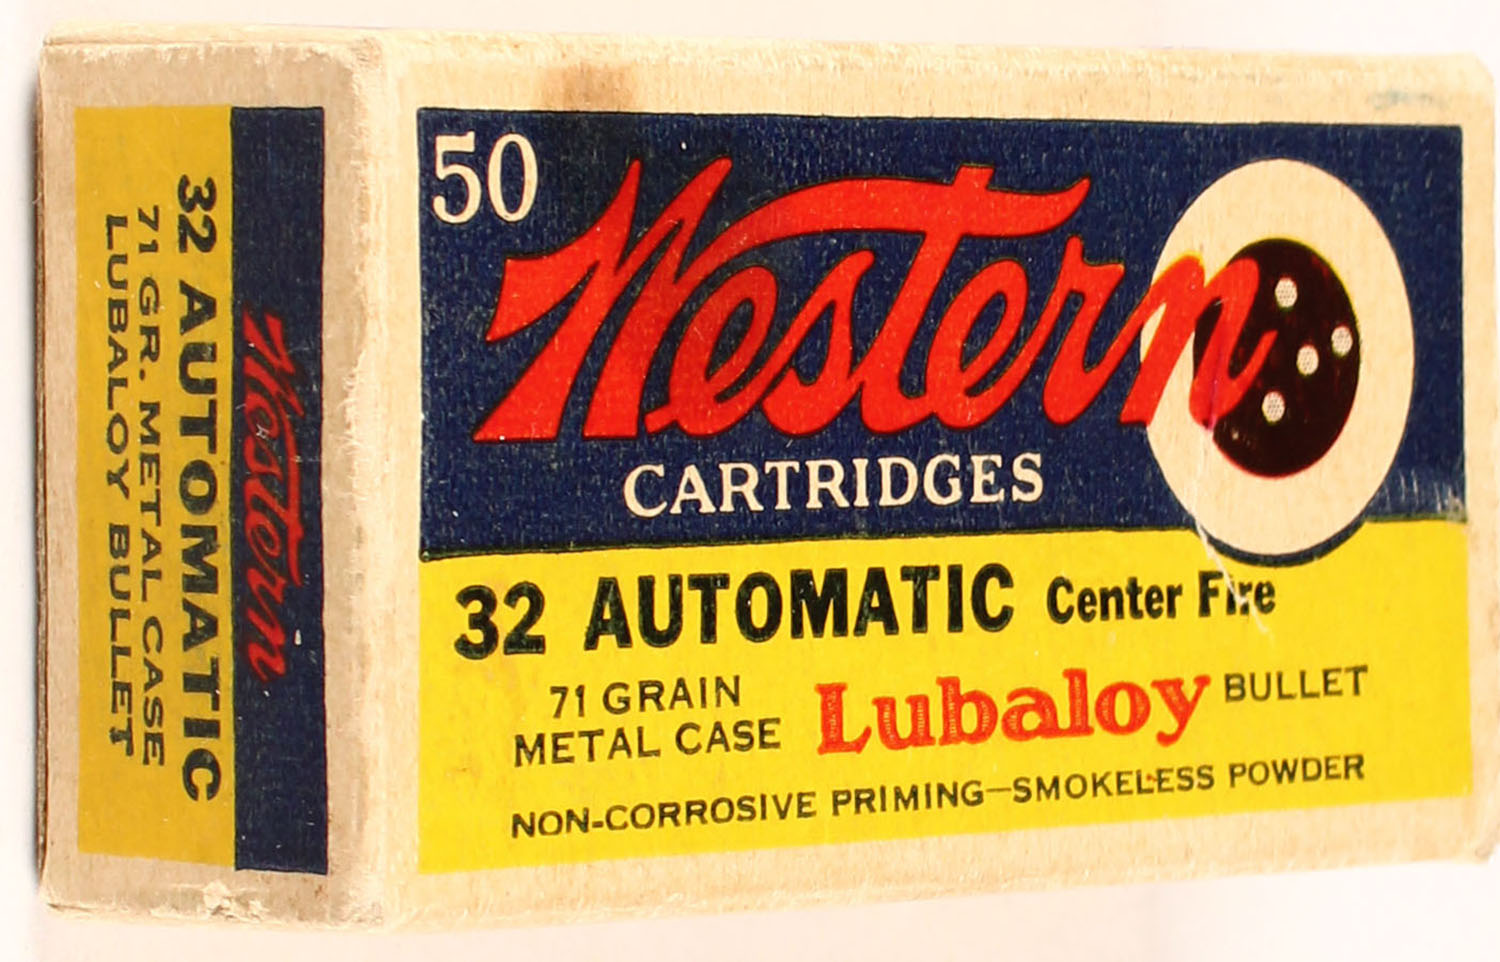 50
Western
CARTRIDGES
32 AUTOMATIC Center Fire
71 GRAIN
METAL CASE Lubaloy BULLET
NON-CORROSIVE PRIMING—SMOKELESS POWDER
Western
32 AUTOMATIC
71 GR. METAL CASE
LUBALOY BULLET